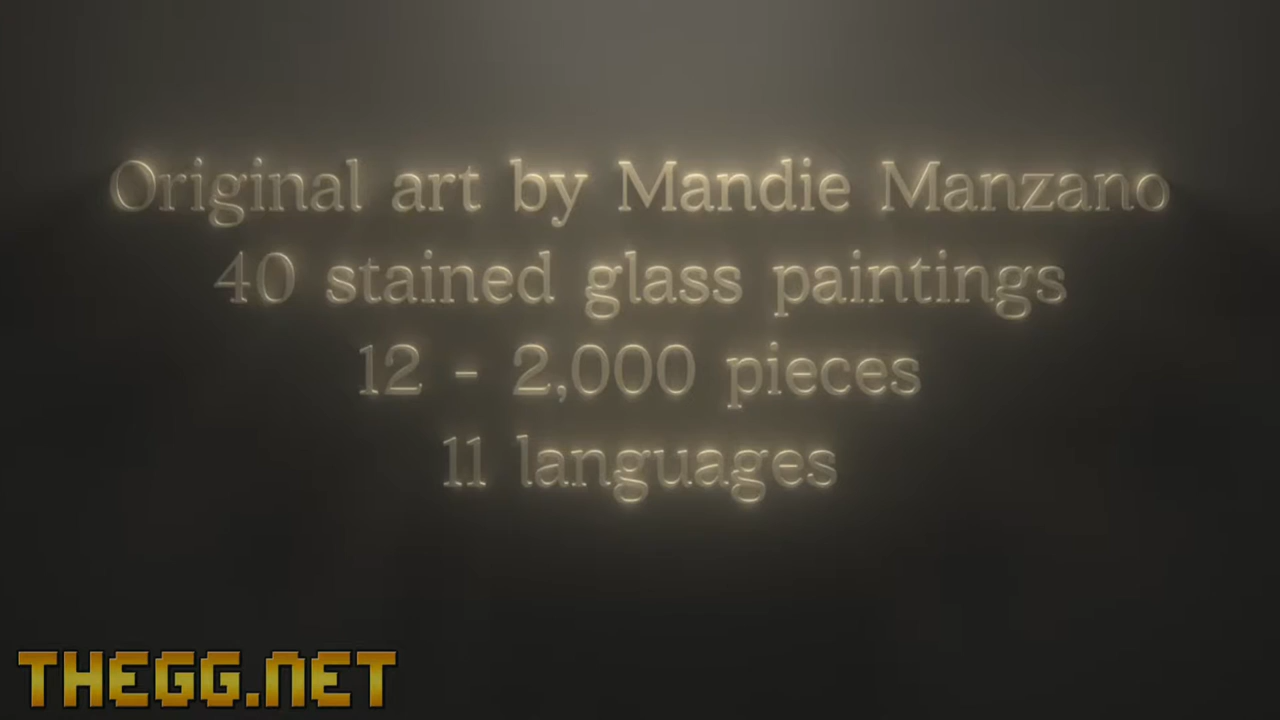 Original art by Mandie Manzano
40 stained glass paintings
12 - 2,000 pieces
11 languages
THEGG.NET